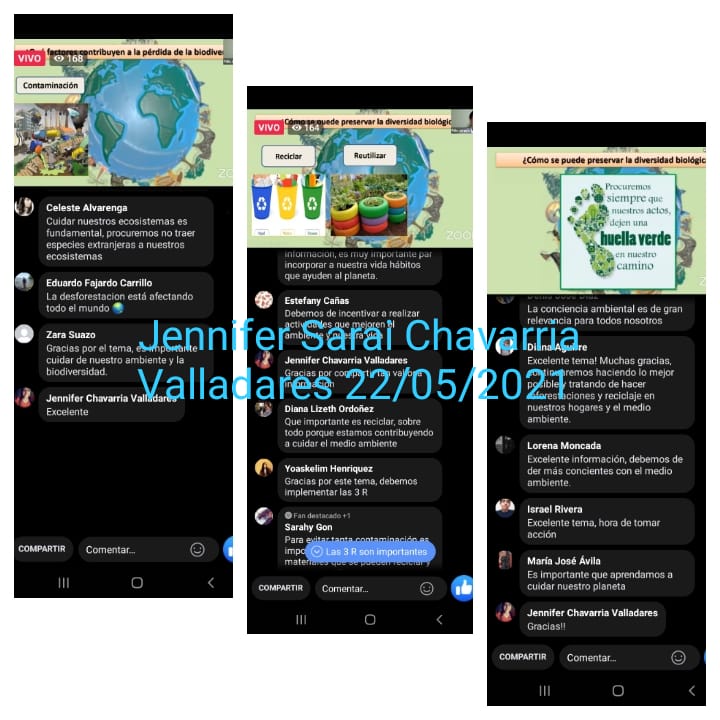 ¿Qué factores contribuyen a la pérdida de la biodiver
VIVO 168
Contaminación
ZO
Celeste Alvarenga
Cuidar nuestros ecosistemas es
fundamental, procuremos no traer
especies extranjeras a nuestros
ecosistemas
Eduardo Fajardo Carrillo
La desforestacion está afectando
todo el mundo 🌍
Zara Suazo
Gracias por el tema, es importante
cuidar de nuestro ambiente y la
biodiversidad.
Jennifer Chavarria Valladares
Excelente
COMPARTIR Comentar...
¿Cómo se puede preservar la diversidad biológic
VIVO 164
Reciclar Reutilizar
ZOO
información, es muy importante par
incorporar a nuestra vida hábitos
que ayuden al planeta.
Estefany Cañas
Debemos de incentivar a realizar
actividades que mejoren el
ambiente y nuestra vida
Jennifer Chavarria Valladares
Gracias por compartir tan valiosa
información
Diana Lizeth Ordoñez
Que importante es reciclar, sobre
todo porque estamos contribuyendo
a cuidar el medio ambiente
Yoaskelim Henriquez
Gracias por este tema, debemos
implementar las 3 R
Fan destacado +1
Sarahy Gon
Para evitar tanta contaminación es
impo
Las 3 R son importantes
materiales que se pueden reciclar y
COMPARTIR Comentar...
¿Cómo se puede preservar la diversidad biológic
Procuremos
siempre que
nuestros actos,
dejen una
huella verde
en nuestro
camino
Z
Denis José Díaz
La conciencia ambiental es de gran
relevancia para todos nosotros
Diana Aguirre
Excelente tema! Muchas gracias,
continuaremos haciendo lo mejor
posible, tratando de hacer
reforestaciones y reciclaje en
nuestros hogares y el medio
ambiente.
Lorena Moncada
Excelente información, debemos de
der más concientes con el medio
ambiente.
Israel Rivera
Excelente tema, hora de tomar
acción
María José Ávila
Es importante que aprendamos a
cuidar nuestro planeta
Jennifer Chavarria Valladares
Gracias!!
COMPARTIR Comentar...
Jennifer Sarai Chavarría
Valladares 22/05/2021